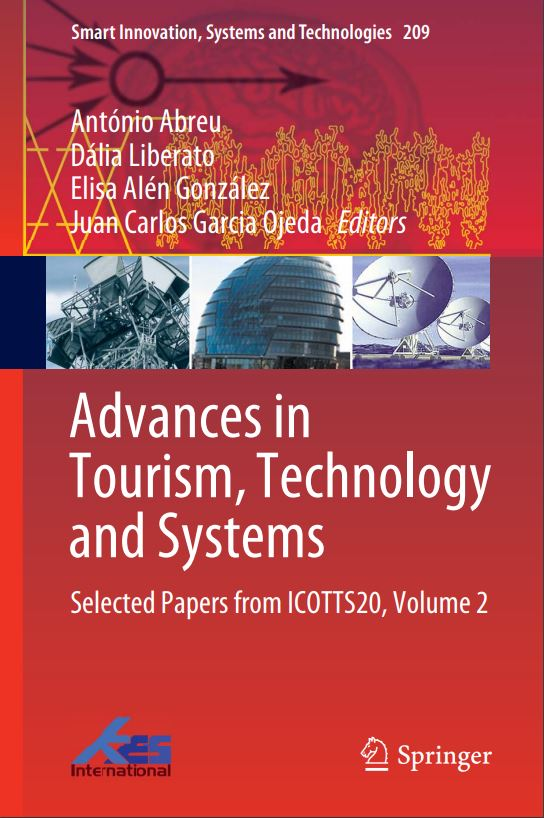 Smart Innovation, Systems and Technologies 209
António Abreu
Dália Liberato
Elisa Alén González
Juan Carlos Garcia Ojeda Editors
Advances in
Tourism, Technology
and Systems
Selected Papers from ICOTTS20, Volume 2
KES
International
Springer